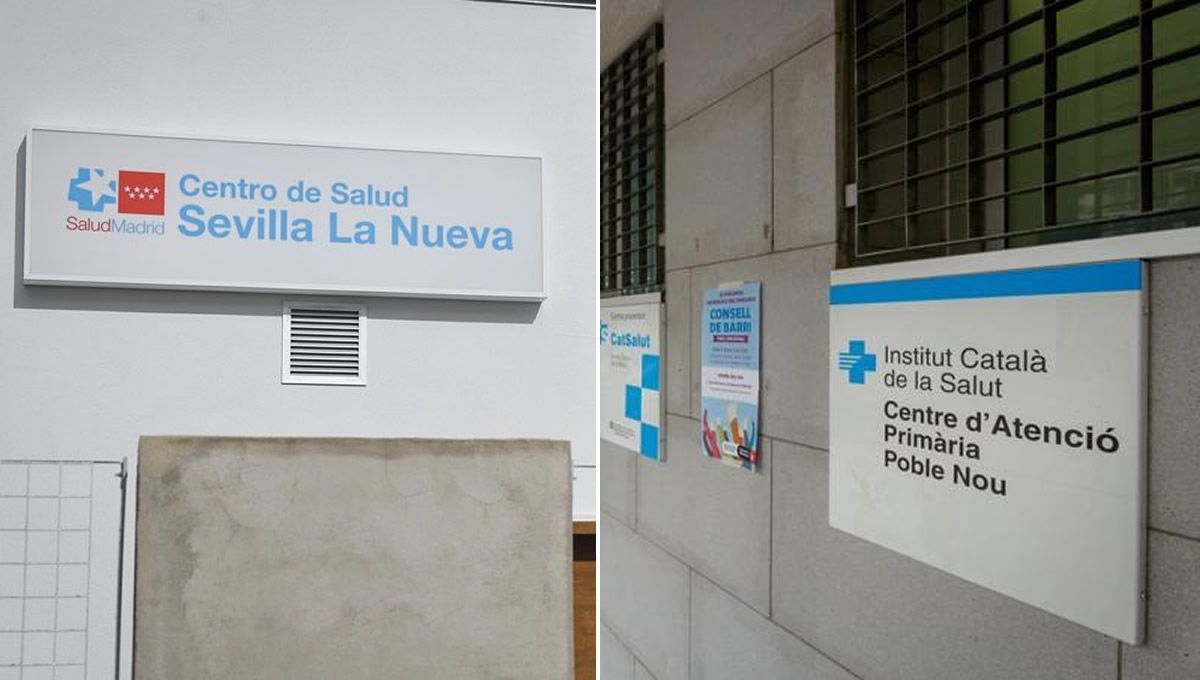 SaludMadrid
Centro de Salud
Sevilla La Nueva
CatSalut
CONSELL
DE BARRI
Institut Català
de la Salut
Centre d'Atenció
Primària
Poble Nou